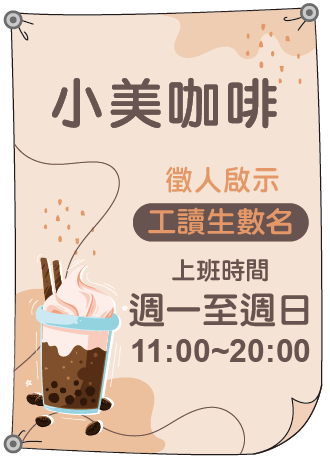 小美咖啡
徵人啟示
工讀生數名
上班時間
週一至週日
11:00~20:00